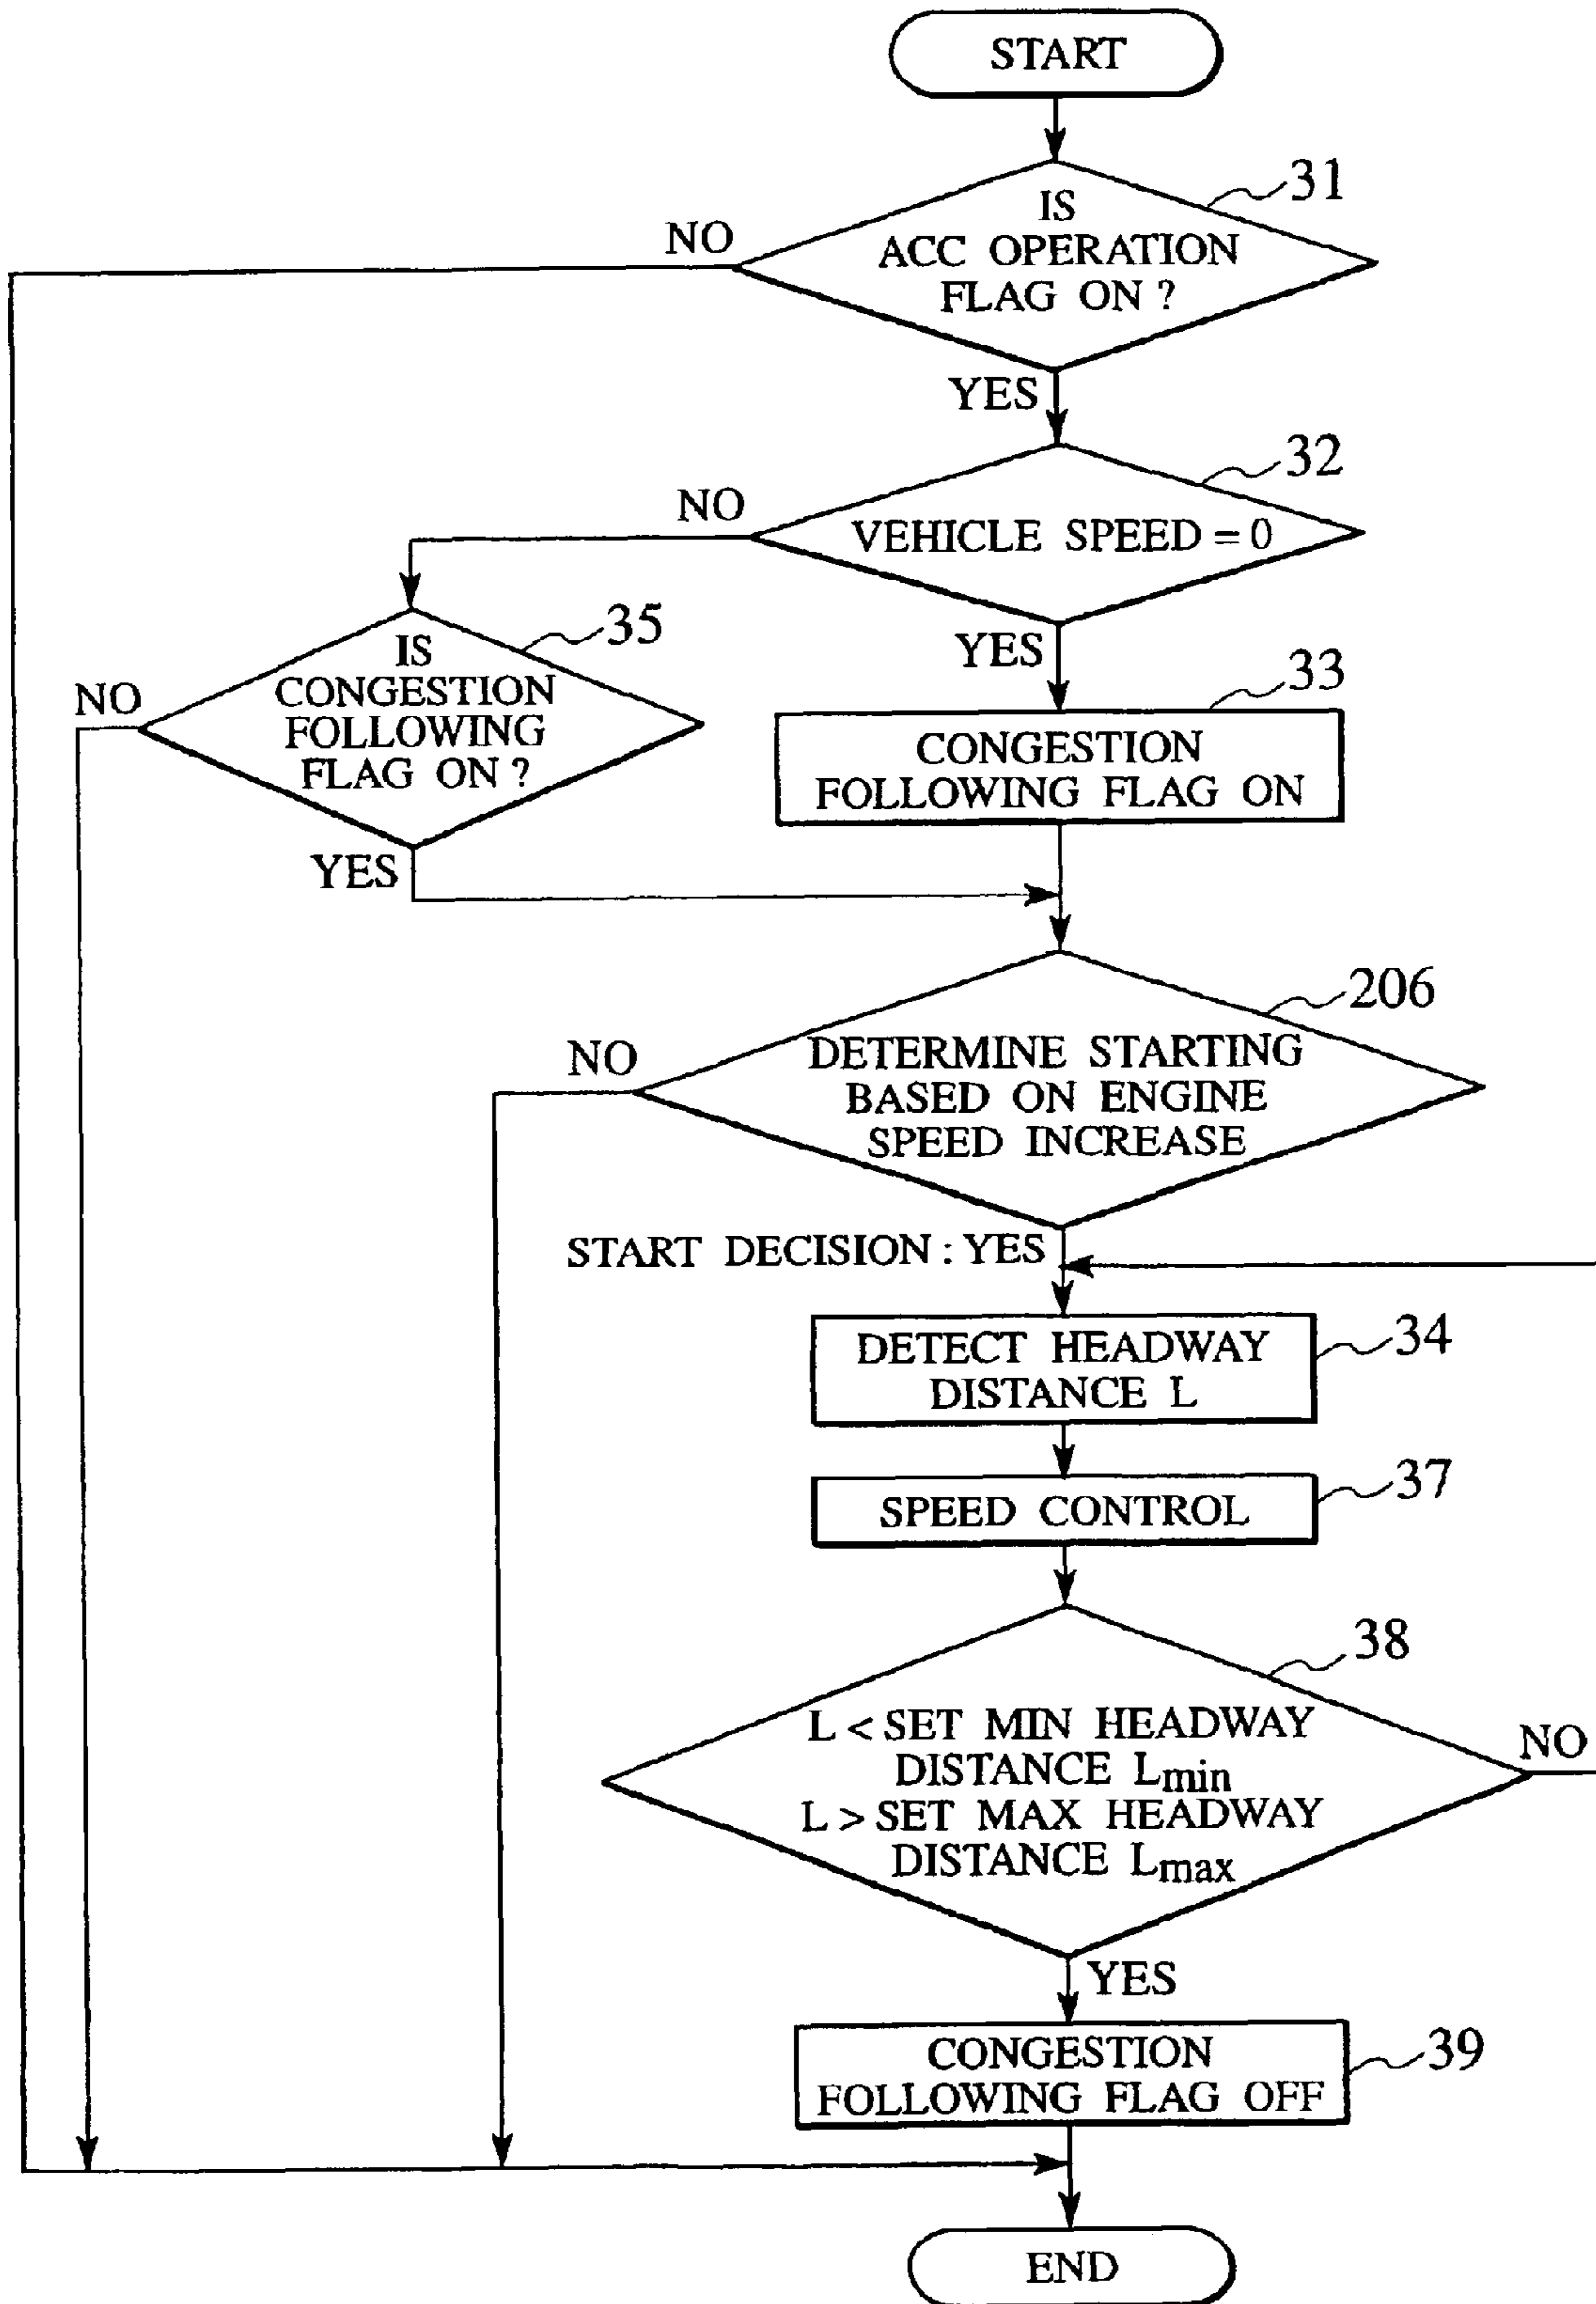 START
31
IS
ACC OPERATION
FLAG ON ?
NO
YES
32
NO
VEHICLE SPEED = 0
35
YES
IS
CONGESTION
FOLLOWING
FLAG ON ?
NO
33
CONGESTION
FOLLOWING FLAG ON
YES
206
NO
DETERMINE STARTING
BASED ON ENGINE
SPEED INCREASE
START DECISION : YES
DETECT HEADWAY
DISTANCE L
34
SPEED CONTROL
37
38
L < SET MIN HEADWAY
DISTANCE Lmin
L > SET MAX HEADWAY
DISTANCE Lmax
NO
YES
CONGESTION
FOLLOWING FLAG OFF
39
END